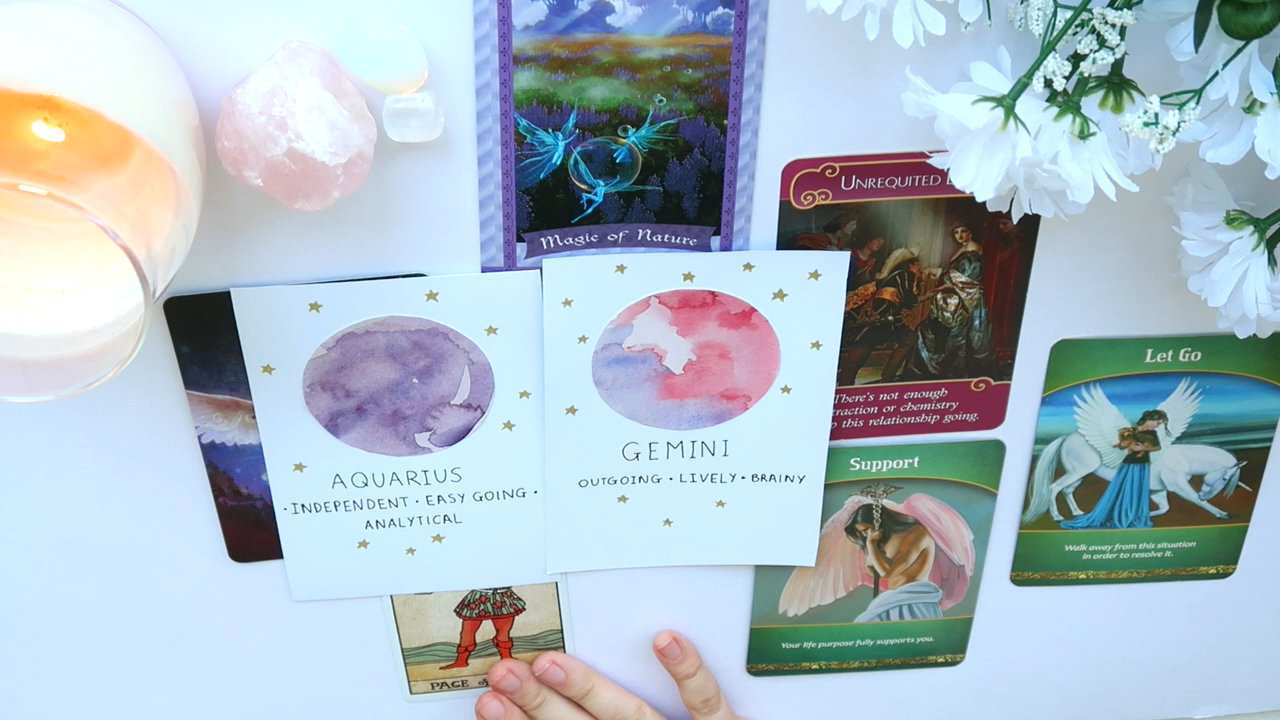 Magic of Nature
UNREQUITED
There's not enough
or chemistry
this relationship going.
Let Go
Walk away from this situation
in order to resolve it.
AQUARIUS
• INDEPENDENT • EASY GOING •
ANALYTICAL
GEMINI
OUTGOING • LIVELY • BRAINY
Support
Your life purpose fully supports you.
PAGE